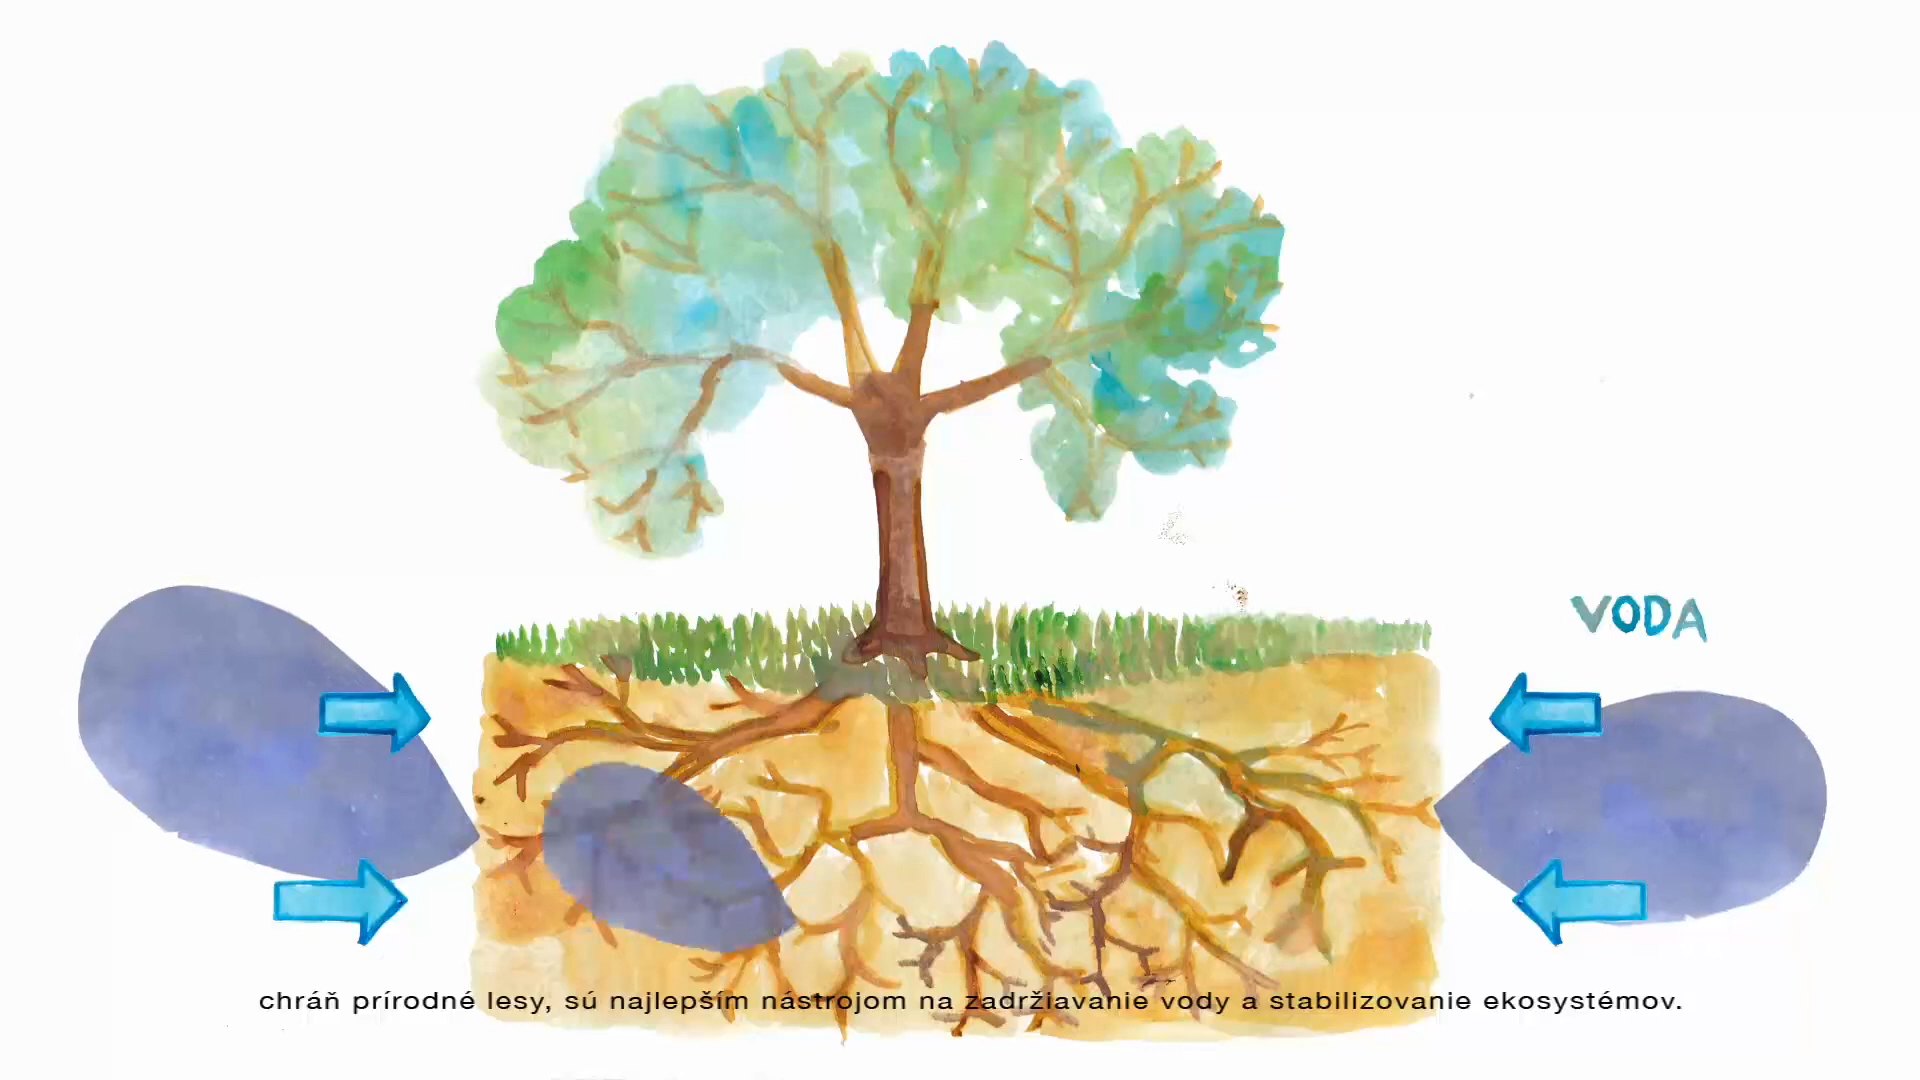 VODA
chráň prírodné lesy, sú najlepším nástrojom na zadržiavanie vody a stabilizovanie ekosystémov.